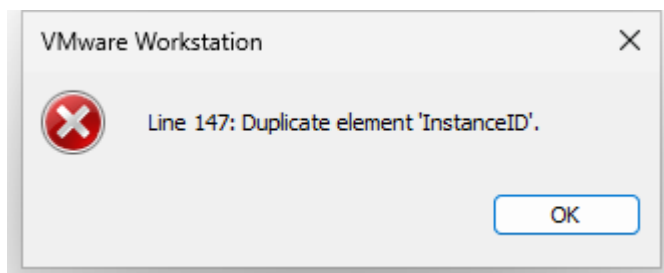 VMware Workstation
Line 147: Duplicate element 'InstanceID'.
OK